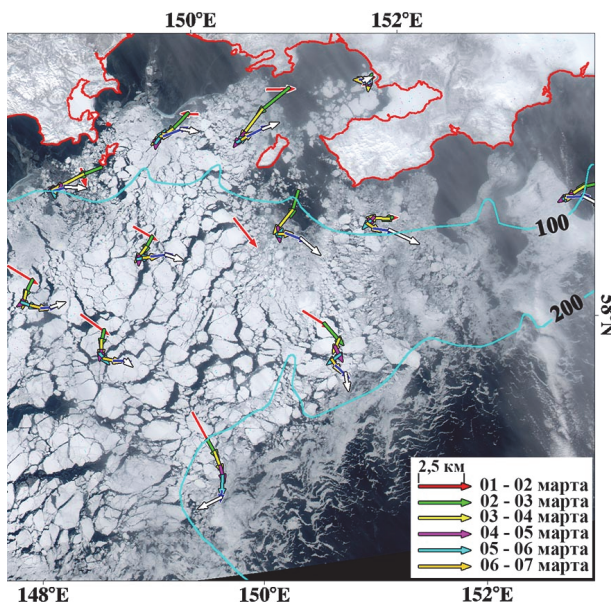 150°E 152°E
100
200
58°N
2,5 км
01 - 02 марта
02 - 03 марта
03 - 04 марта
04 - 05 марта
05 - 06 марта
06 - 07 марта
148°E 150°E 152°E